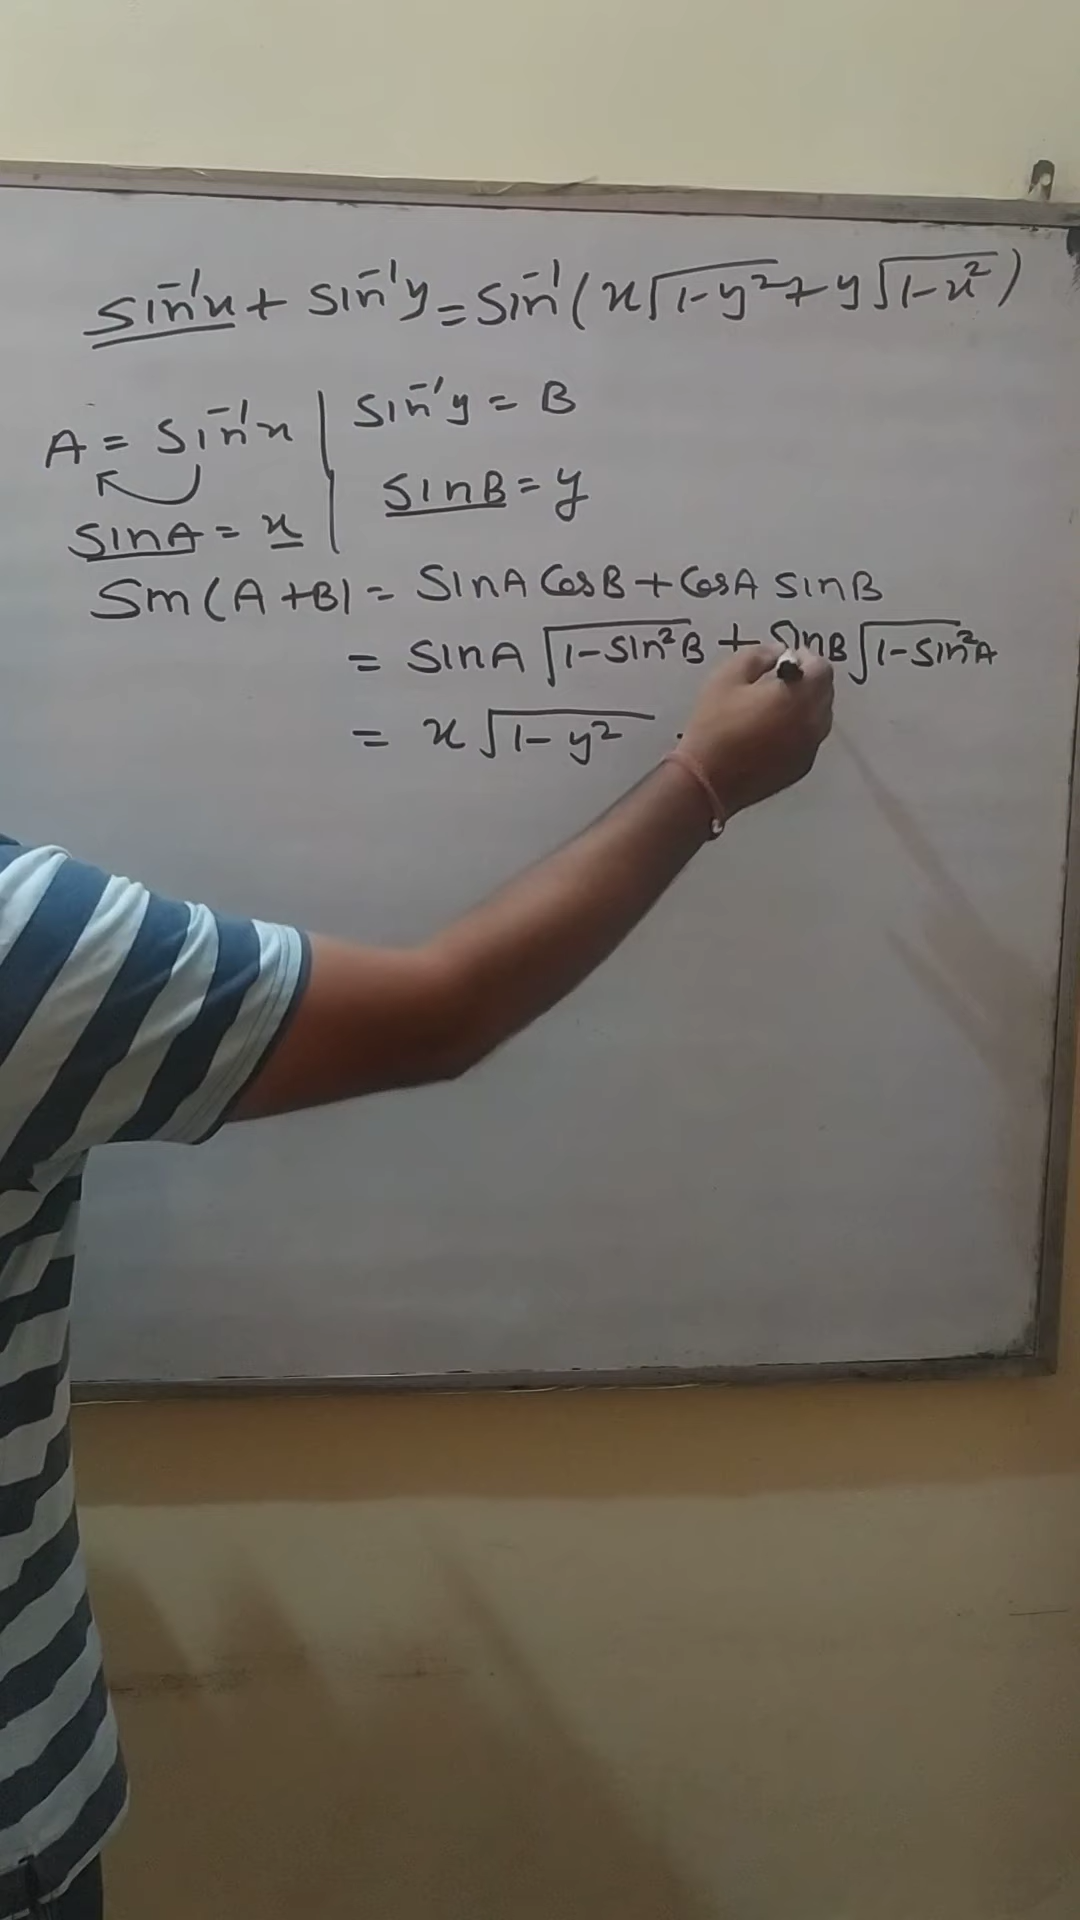 sin⁻¹x + sin⁻¹y = sin⁻¹(x√1-y² + y√1-x²)
A = sin⁻¹x | sin⁻¹y = B
sinA = x | sinB = y
Sin(A+B) = sinA cosB + cosA sinB
= sinA √1-sin²B + sinB √1-sin²A
= x √1-y²